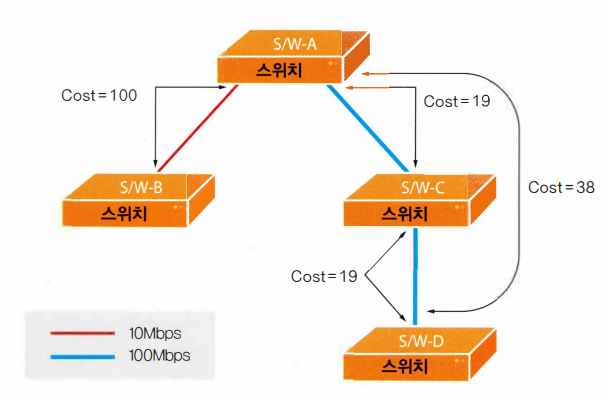 S/W-A
스위치
Cost=100
Cost=19
S/W-B
스위치
S/W-C
스위치
Cost=38
Cost=19
10Mbps
100Mbps
S/W-D
스위치